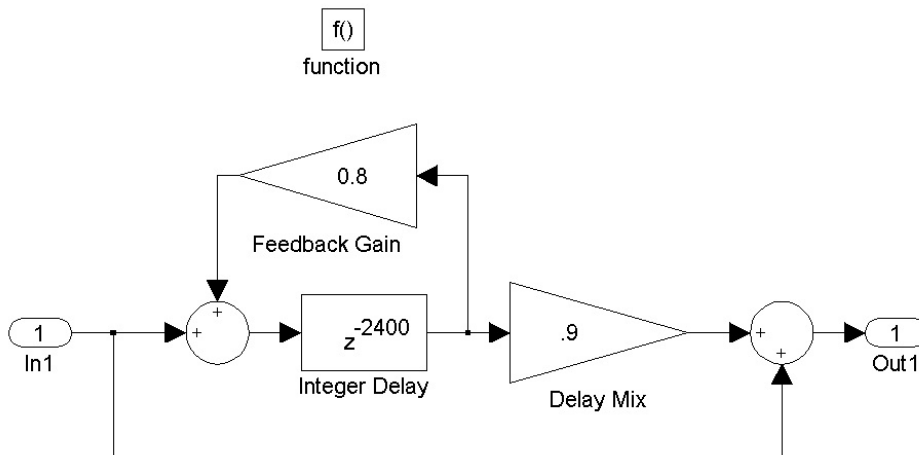 f()
function
0.8
Feedback Gain
+
+
1
In1
z^-2400
Integer Delay
.9
Delay Mix
+
+
1
Out1